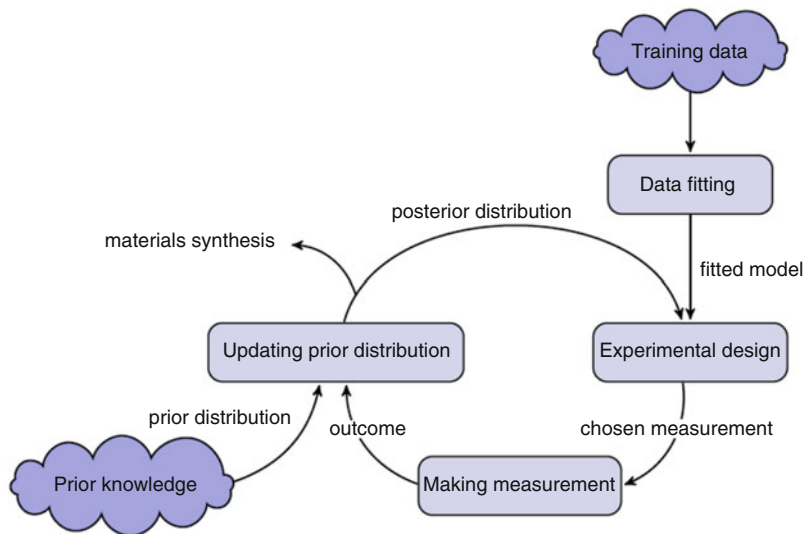 Training data
Data fitting
posterior distribution
materials synthesis
fitted model
Updating prior distribution
Experimental design
prior distribution
outcome
chosen measurement
Prior knowledge
Making measurement